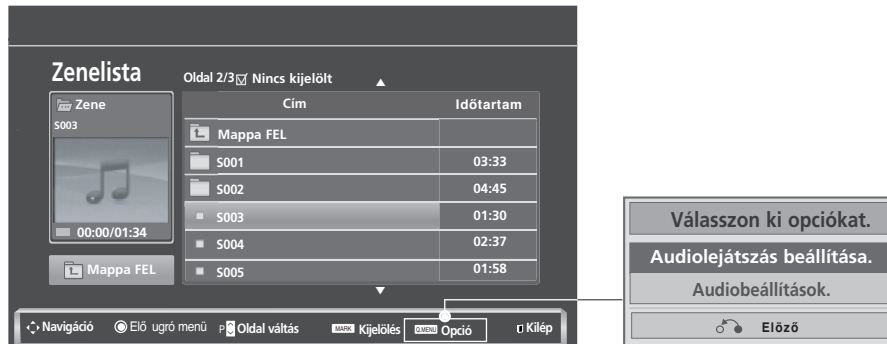 Zenelista
Oldal 2/3 Nincs kijelölt
Zene
S003
00:00/01:34
Mappa FEL
Cím Időtartam
Mappa FEL
S001 03:33
S002 04:45
S003 01:30
S004 02:37
S005 01:58
Navigáció Elő ugró menü P Oldal váltás MARK Kijelölés Q.MENU Opció Kilép
Válasszon ki opciókat.
Audiolejátszás beállítása.
Audiobeállítások.
Előző